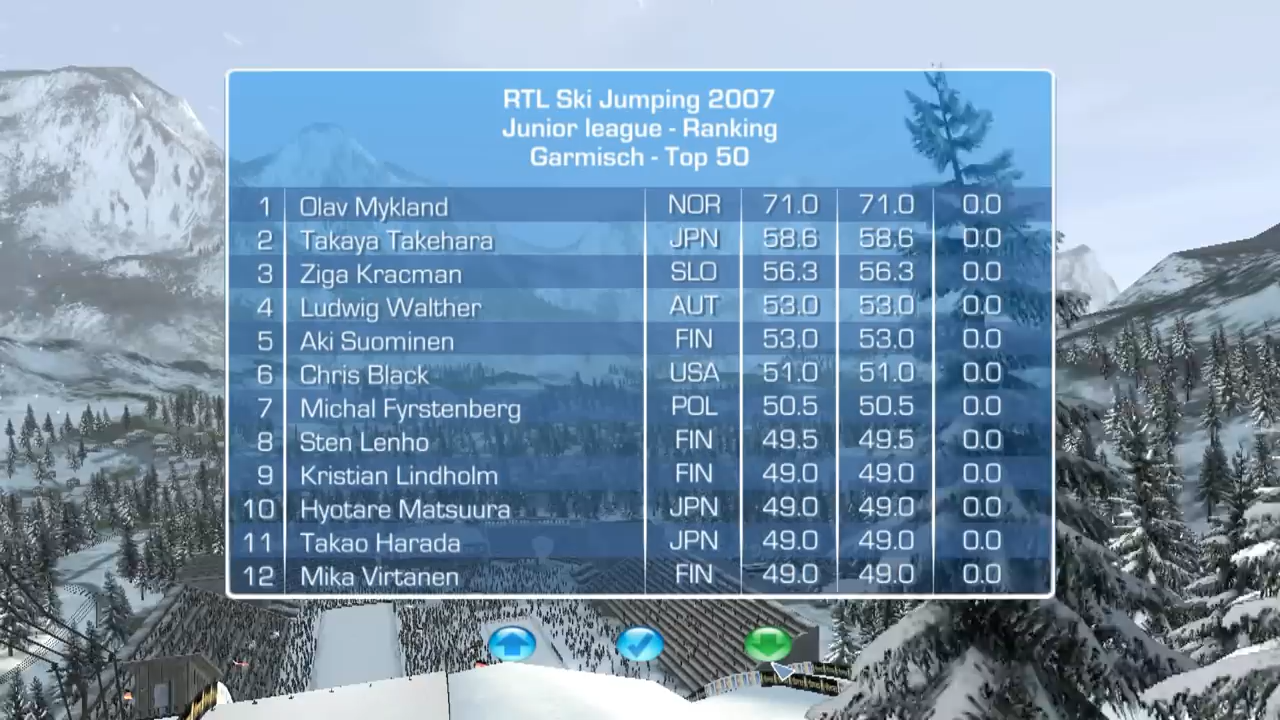 RTL Ski Jumping 2007
Junior league - Ranking
Garmisch - Top 50
1 Olav Mykland NOR 71.0 71.0 0.0
2 Takaya Takehara JPN 58.6 58.6 0.0
3 Ziga Kracman SLO 56.3 56.3 0.0
4 Ludwig Walther AUT 53.0 53.0 0.0
5 Aki Suominen FIN 53.0 53.0 0.0
6 Chris Black USA 51.0 51.0 0.0
7 Michal Fyrstenberg POL 50.5 50.5 0.0
8 Sten Lenho FIN 49.5 49.5 0.0
9 Kristian Lindholm FIN 49.0 49.0 0.0
10 Hyotare Matsuura JPN 49.0 49.0 0.0
11 Takao Harada JPN 49.0 49.0 0.0
12 Mika Virtanen FIN 49.0 49.0 0.0